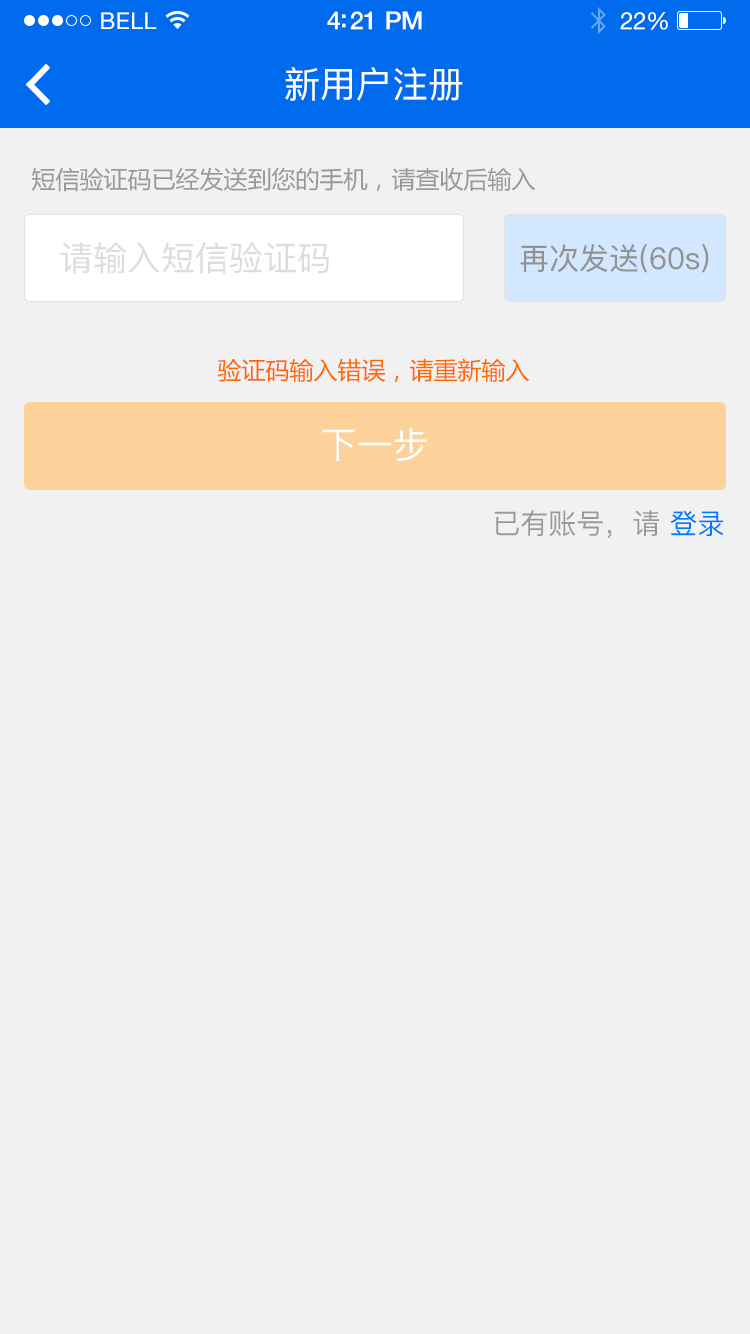 BELL 4:21 PM 22%
新用户注册
短信验证码已经发送到您的手机，请查收后输入
请输入短信验证码 再次发送(60s)
验证码输入错误，请重新输入
下一步
已有账号，请 登录